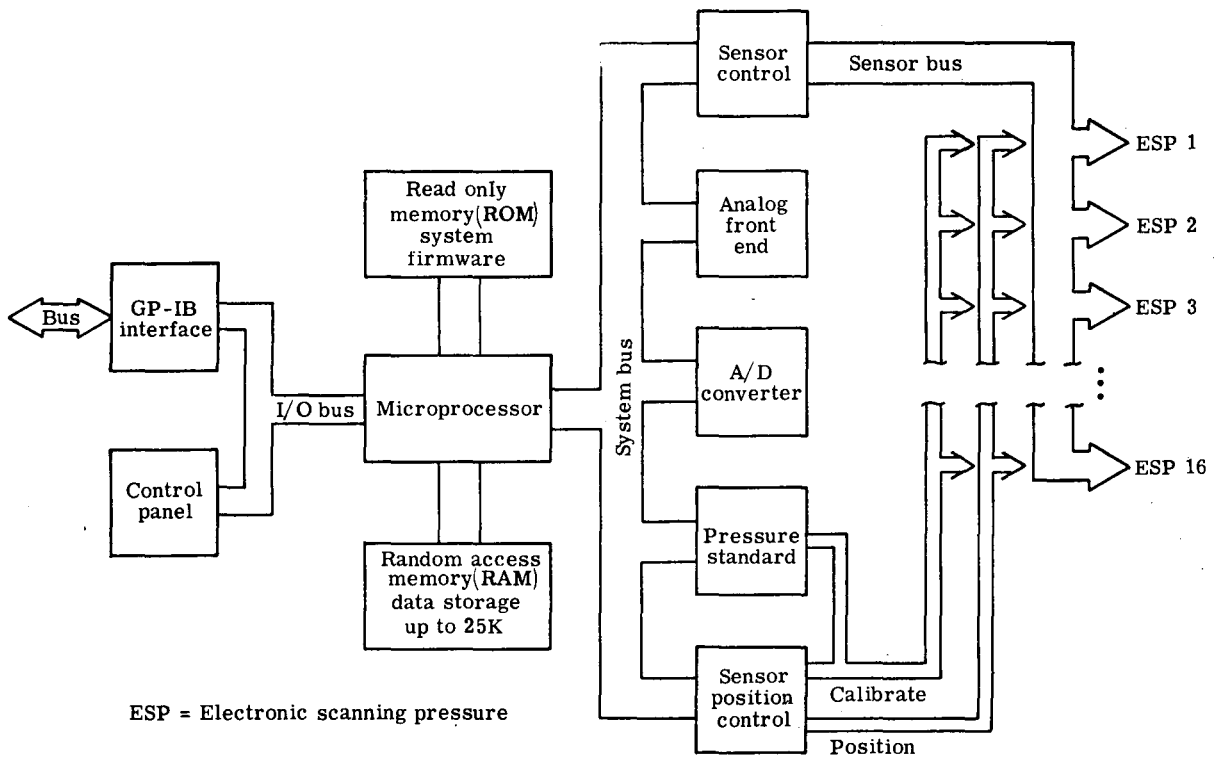 Sensor
control
Sensor bus
ESP 1
Read only
memory(ROM)
system
firmware
Analog
front
end
ESP 2
GP-IB
interface
Bus
ESP 3
System bus
A/D
converter
I/O bus
Microprocessor
Control
panel
ESP 16
Pressure
standard
Random access
memory(RAM)
data storage
up to 25K
Sensor
position
control
Calibrate
Position
ESP = Electronic scanning pressure